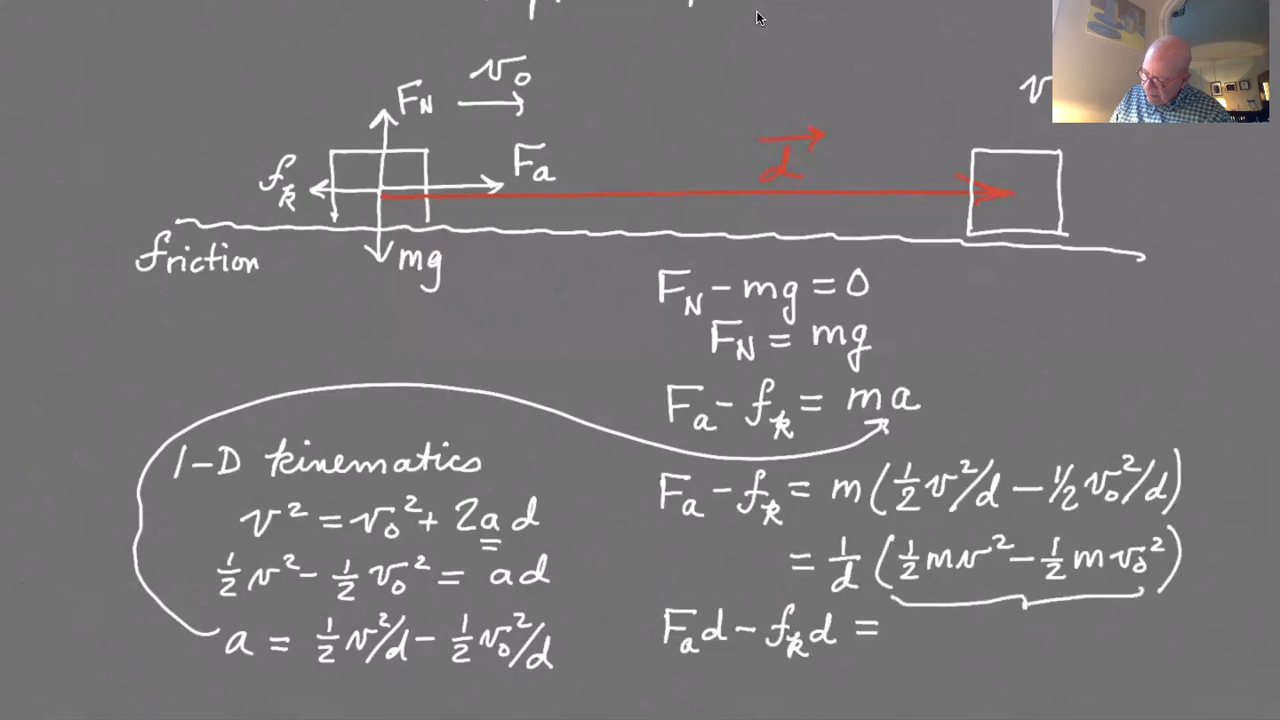 v₀
F_N
v
d
F_a
f_k
friction
mg
F_N - mg = 0
F_N = mg
F_a - f_k = ma
1-D kinematics
v² = v₀² + 2ad
½v² - ½v₀² = ad
a = ½v²/d - ½v₀²/d
F_a - f_k = m(½v²/d - ½v₀²/d)
= 1/d (½mv² - ½mv₀²)
F_a d - f_k d =